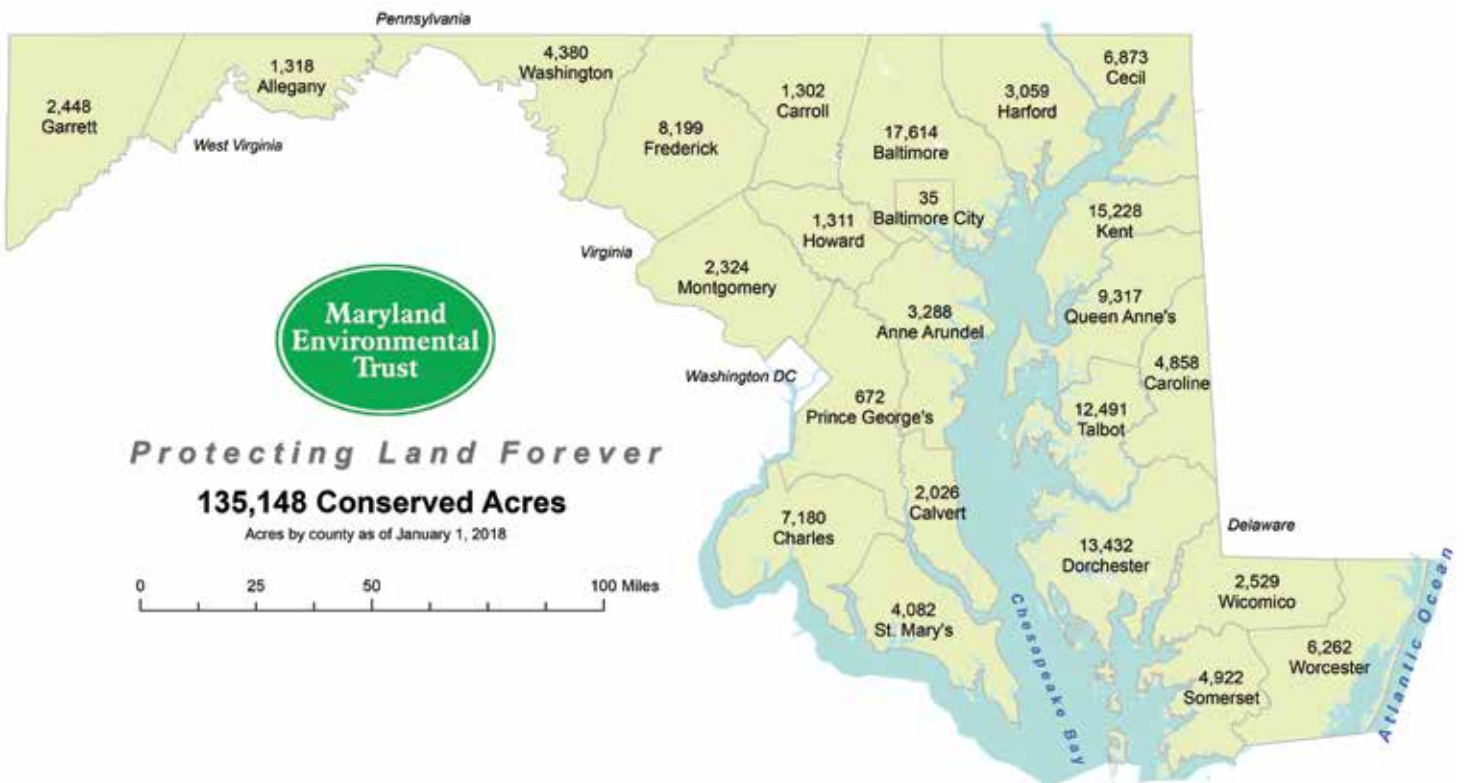 Pennsylvania
4,380
Washington
1,318
Allegany
2,448
Garrett
West Virginia
8,199
Frederick
1,302
Carroll
17,614
Baltimore
3,059
Harford
6,873
Cecil
35
Baltimore City
15,228
Kent
1,311
Howard
Virginia
2,324
Montgomery
3,288
Anne Arundel
9,317
Queen Anne's
4,858
Caroline
Washington DC
672
Prince George's
12,491
Talbot
Maryland
Environmental
Trust
Protecting Land Forever
135,148 Conserved Acres
Acres by county as of January 1, 2018
0 25 50 100 Miles
2,026
Calvert
7,180
Charles
4,082
St. Mary's
13,432
Dorchester
Delaware
2,529
Wicomico
6,262
Worcester
4,922
Somerset
Chesapeake Bay
Atlantic Ocean